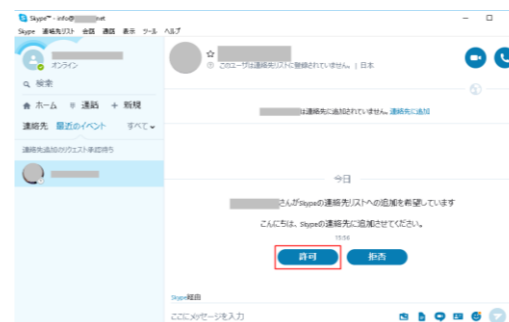 Skype™ - info@ net
Skype 連絡先リスト 会話 通話 表示 ツール ヘルプ
オンライン
検索
ホーム 連絡 + 新規
連絡先 最近のイベント すべて
連絡先追加のリクエスト承認待ち
このユーザは連絡先リストに登録されていません。 | 日本
は連絡先に追加されていません。 連絡先に追加
今日
さんがSkypeの連絡先リストへの追加を希望しています
こんにちは、Skypeの連絡先に追加させてください。
15:56
許可 拒否
Skype経由
ここにメッセージを入力